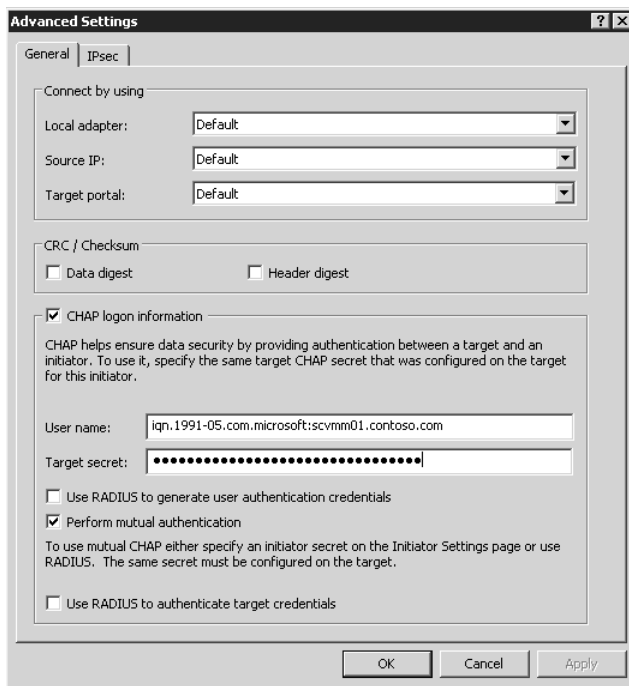 Advanced Settings
General IPsec
Connect by using
Local adapter: Default
Source IP: Default
Target portal: Default
CRC / Checksum
Data digest Header digest
CHAP logon information
CHAP helps ensure data security by providing authentication between a target and an
initiator. To use it, specify the same target CHAP secret that was configured on the target
for this initiator.
User name: iqn.1991-05.com.microsoft:scvmm01.contoso.com
Target secret: ●●●●●●●●●●●●●●●●●●●●●●●●●●●●●●●●
Use RADIUS to generate user authentication credentials
Perform mutual authentication
To use mutual CHAP either specify an initiator secret on the Initiator Settings page or use
RADIUS. The same secret must be configured on the target.
Use RADIUS to authenticate target credentials
OK Cancel Apply